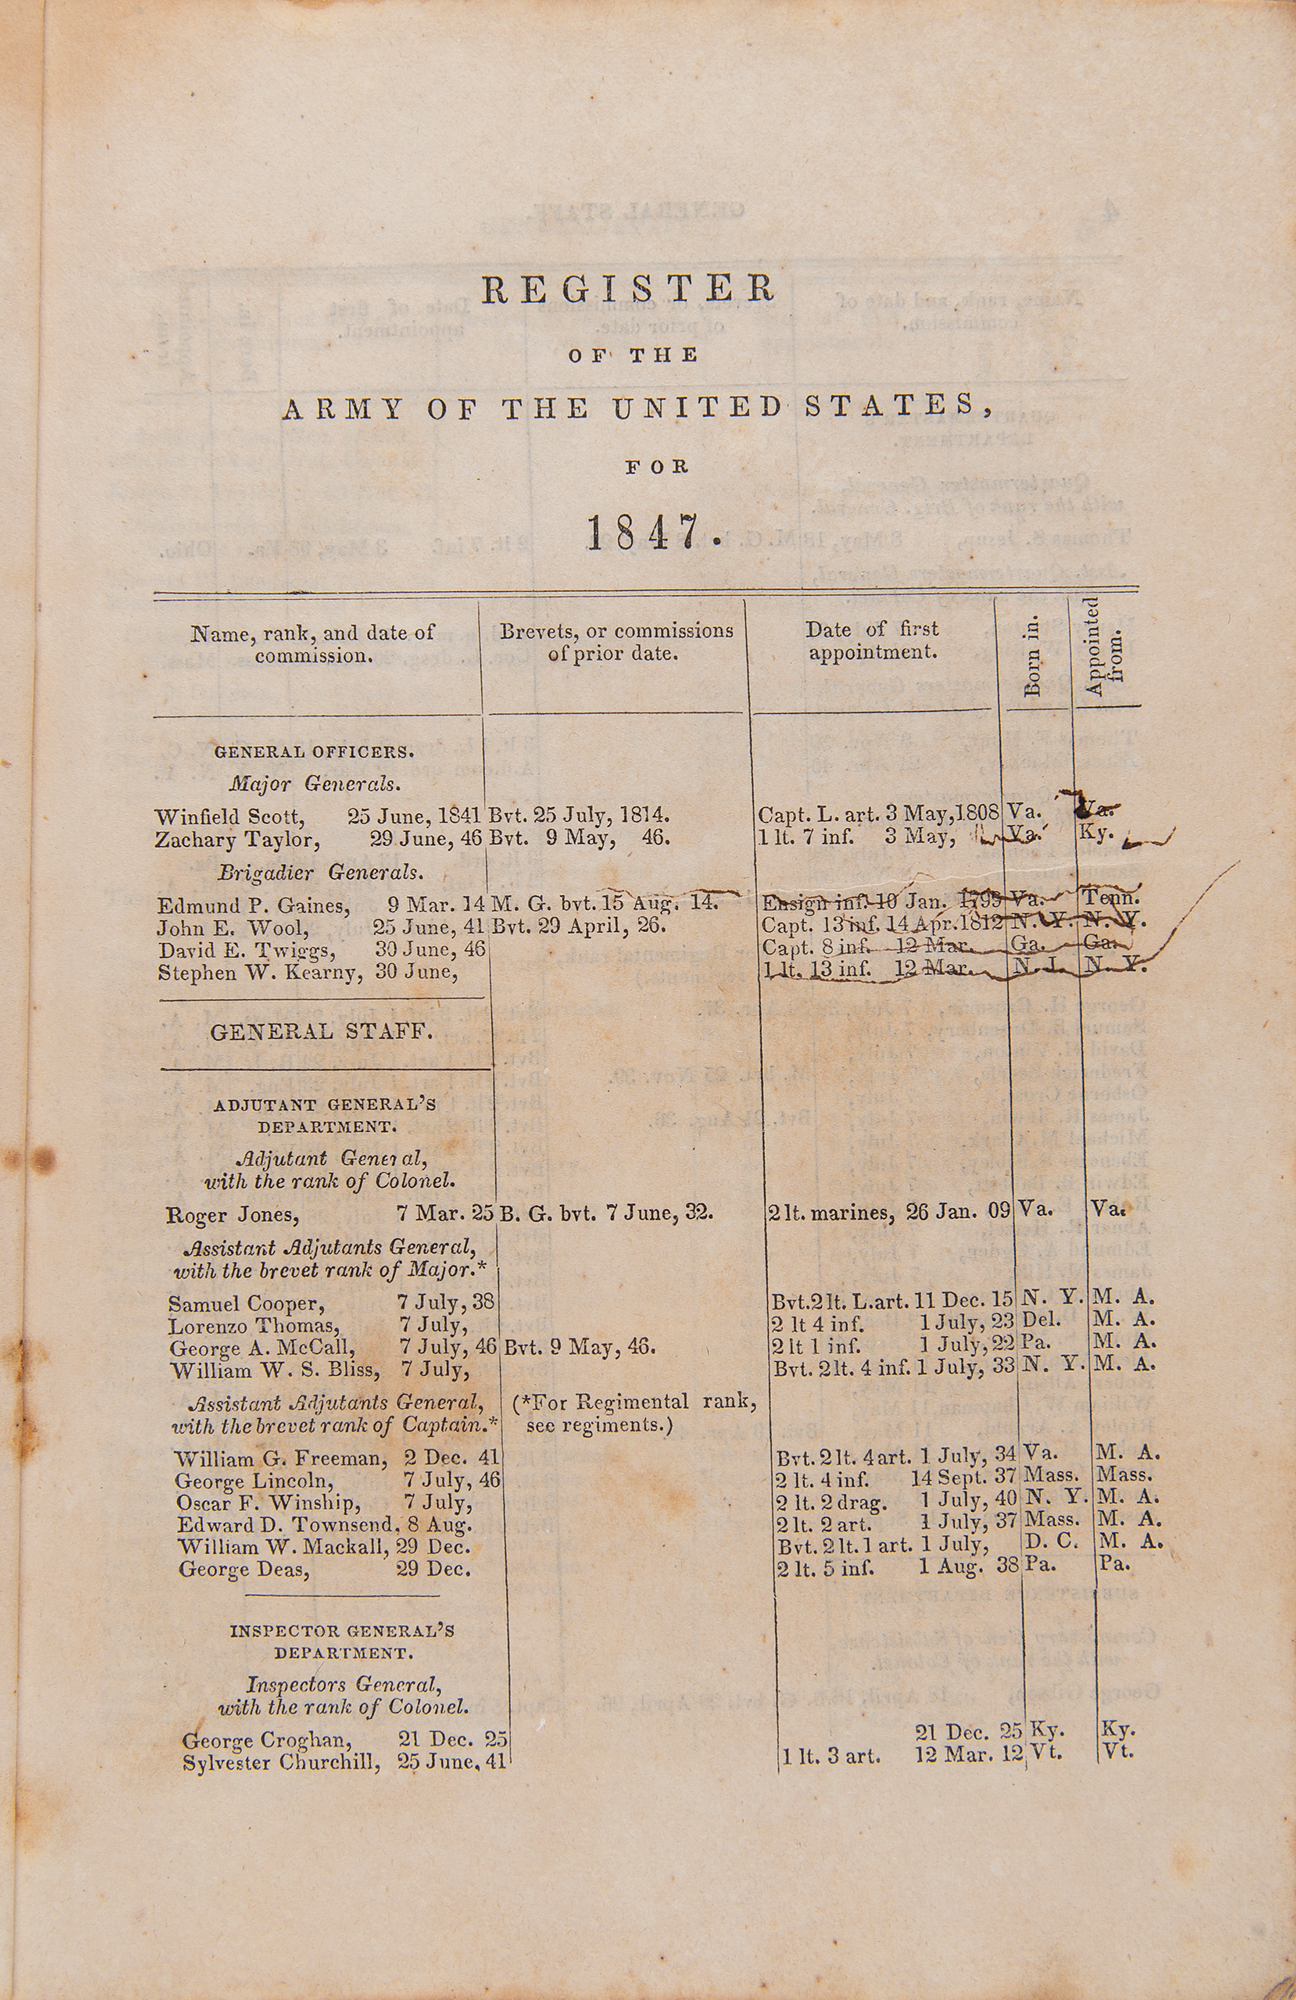 REGISTER
OF THE
ARMY OF THE UNITED STATES,
FOR
1847.
Name, rank, and date of commission. Brevets, or commissions of prior date. Date of first appointment. Born in. Appointed from.
GENERAL OFFICERS.
Major Generals.
Winfield Scott, 25 June, 1841 Bvt. 25 July, 1814. Capt. L. art. 3 May, 1808 Va. Va.
Zachary Taylor, 29 June, 46 Bvt. 9 May, 46. 1 lt. 7 inf. 3 May, Va. Ky.
Brigadier Generals.
Edmund P. Gaines, 9 Mar. 14 M. G. bvt. 15 Aug. 14. Ensign inf. 10 Jan. 1799 Va. Tenn.
John E. Wool, 25 June, 41 Bvt. 29 April, 26. Capt. 13 inf. 14 Apr. 1812 N. Y. N. Y.
David E. Twiggs, 30 June, 46 Capt. 8 inf. 12 Mar. Ga. Ga.
Stephen W. Kearny, 30 June, 1 lt. 13 inf. 12 Mar. N. J. N. Y.
GENERAL STAFF.
ADJUTANT GENERAL'S
DEPARTMENT.
Adjutant General,
with the rank of Colonel.
Roger Jones, 7 Mar. 25 B. G. bvt. 7 June, 32. 2 lt. marines, 26 Jan. 09 Va. Va.
Assistant Adjutants General,
with the brevet rank of Major.*
Samuel Cooper, 7 July, 38 Bvt. 2 lt. L. art. 11 Dec. 15 N. Y. M. A.
Lorenzo Thomas, 7 July, 2 lt 4 inf. 1 July, 23 Del. M. A.
George A. McCall, 7 July, 46 Bvt. 9 May, 46. 2 lt 1 inf. 1 July, 22 Pa. M. A.
William W. S. Bliss, 7 July, Bvt. 2 lt. 4 inf. 1 July, 33 N. Y. M. A.
Assistant Adjutants General, (*For Regimental rank,
with the brevet rank of Captain.* see regiments.)
William G. Freeman, 2 Dec. 41 Bvt. 2 lt. 4 art. 1 July, 34 Va. M. A.
George Lincoln, 7 July, 46 2 lt. 4 inf. 14 Sept. 37 Mass. Mass.
Oscar F. Winship, 7 July, 2 lt. 2 drag. 1 July, 40 N. Y. M. A.
Edward D. Townsend, 8 Aug. 2 lt. 2 art. 1 July, 37 Mass. M. A.
William W. Mackall, 29 Dec. Bvt. 2 lt. 1 art. 1 July, D. C. M. A.
George Deas, 29 Dec. 2 lt. 5 inf. 1 Aug. 38 Pa. Pa.
INSPECTOR GENERAL'S
DEPARTMENT.
Inspectors General,
with the rank of Colonel.
George Croghan, 21 Dec. 25 21 Dec. 25 Ky. Ky.
Sylvester Churchill, 25 June, 41 1 lt. 3 art. 12 Mar. 12 Vt. Vt.